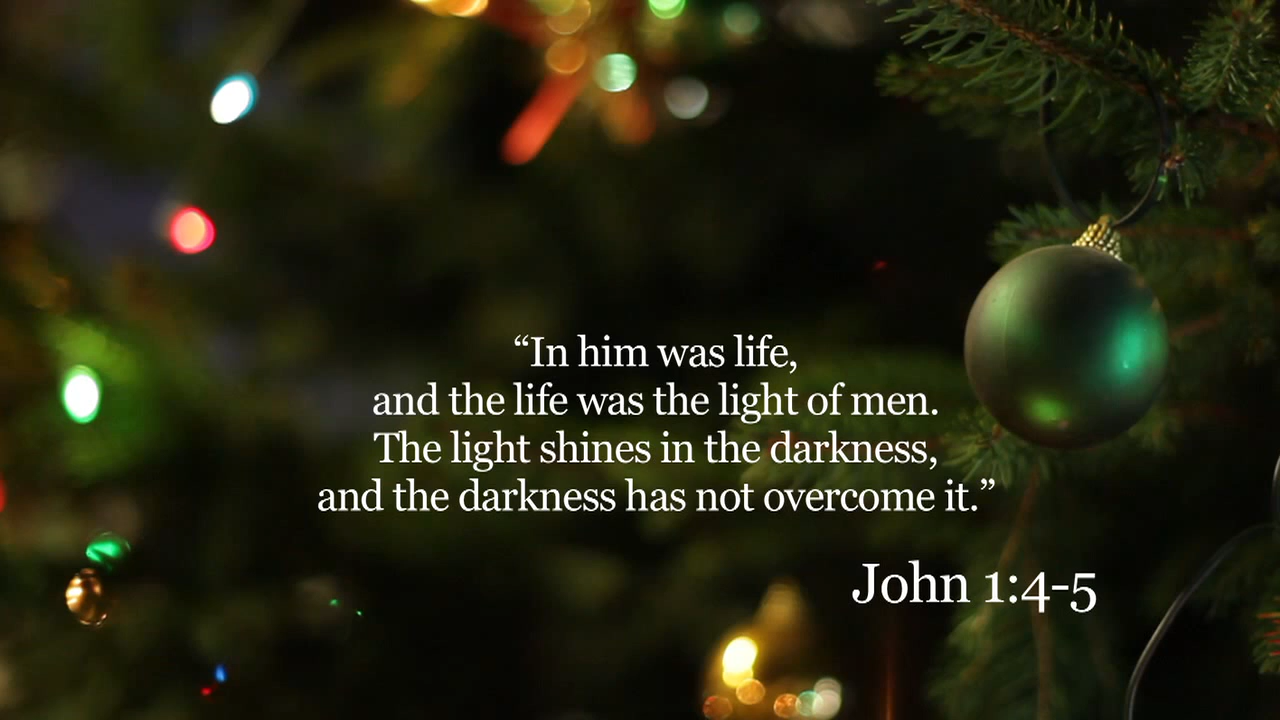 “In him was life,
and the life was the light of men.
The light shines in the darkness,
and the darkness has not overcome it.”
John 1:4-5